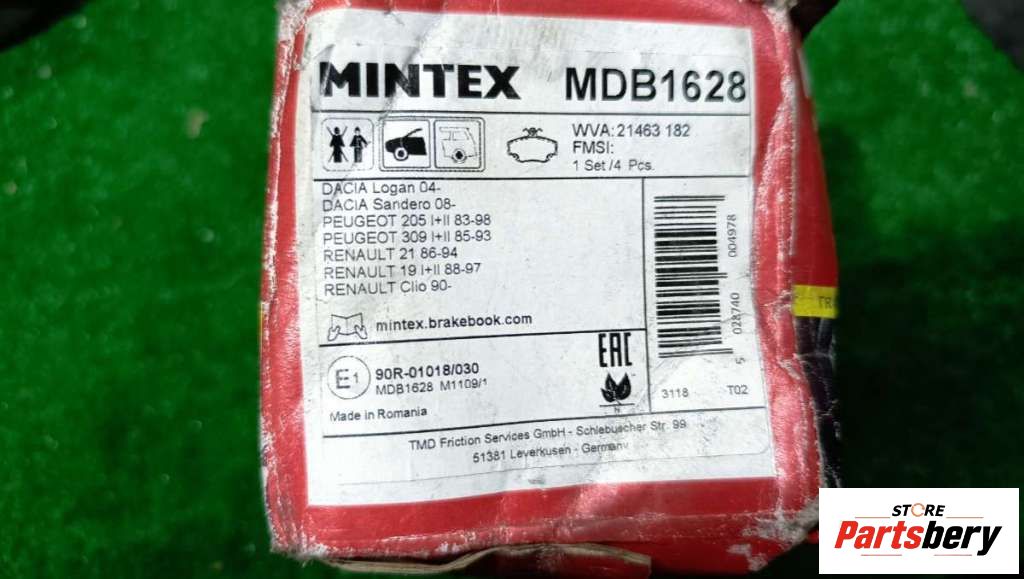 MINTEX MDB1628
WVA: 21463 182
FMSI:
1 Set /4 Pcs.
DACIA Logan 04-
DACIA Sandero 08-
PEUGEOT 205 I+II 83-98
PEUGEOT 309 I+II 85-93
RENAULT 21 86-94
RENAULT 19 I+II 88-97
RENAULT Clio 90-
mintex.brakebook.com
5 028740 004978
E1 90R-01018/030
MDB1628 M1109/1
EAC
N
Made in Romania
3118 T02
TMD Friction Services GmbH - Schlebuscher Str. 99
51381 Leverkusen - Germany
STORE
Partsbery